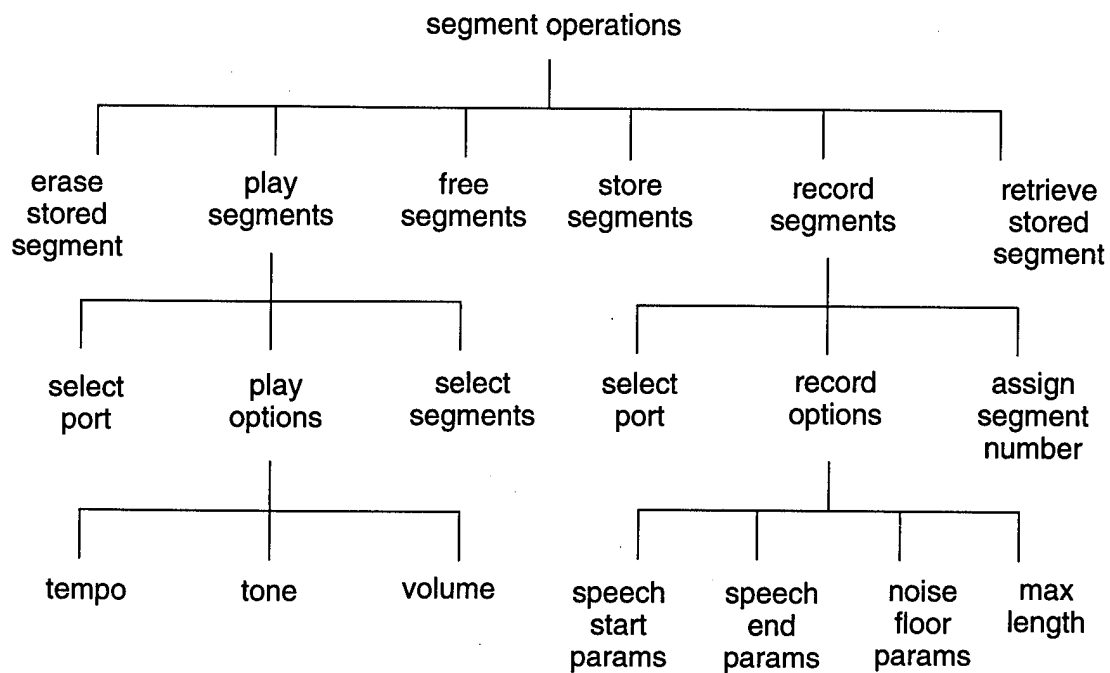 segment operations
erase
stored
segment
play
segments
free
segments
store
segments
record
segments
retrieve
stored
segment
select
port
play
options
select
segments
select
port
record
options
assign
segment
number
tempo
tone
volume
speech
start
params
speech
end
params
noise
floor
params
max
length